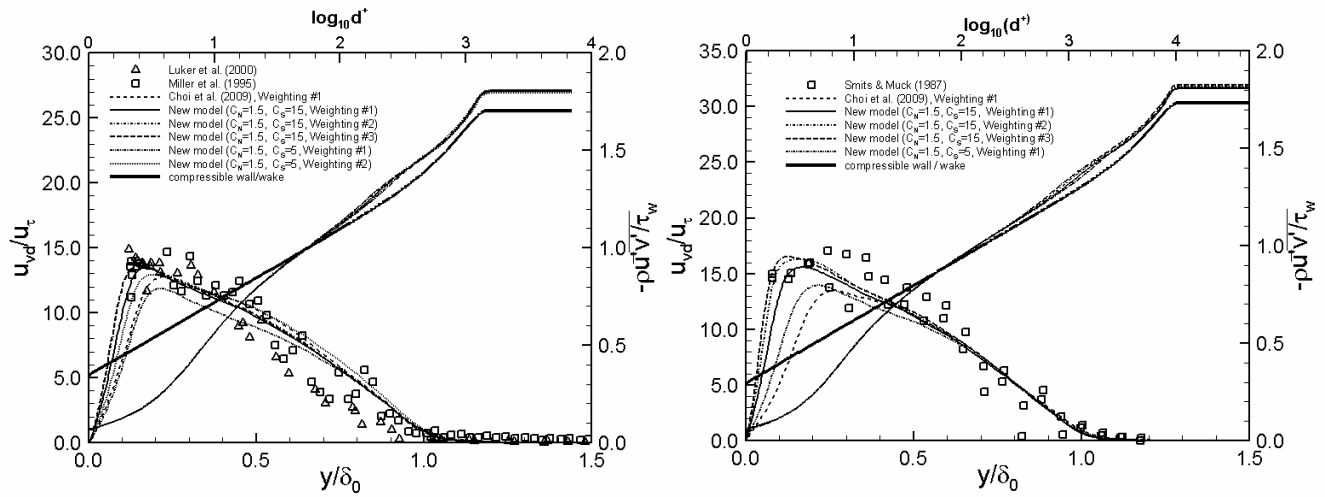 log10d+
0 1 2 3 4
30.0
25.0
20.0
15.0
10.0
5.0
0.0
uvd/uτ
Luker et al. (2000)
Miller et al. (1995)
Choi et al. (2009), Weighting #1
New model (CN=1.5, CS=15, Weighting #1)
New model (CN=1.5, CS=15, Weighting #2)
New model (CN=1.5, CS=15, Weighting #3)
New model (CN=1.5, CS=5, Weighting #1)
New model (CN=1.5, CS=5, Weighting #2)
compressible wall/wake
2.0
1.5
1.0
0.5
0.0
-ρu'v'/τw
0.0 0.5 1.0 1.5
y/δ0
log10(d+)
0 1 2 3 4
35.0
30.0
25.0
20.0
15.0
10.0
5.0
0.0
uvd/uτ
Smits & Muck (1987)
Choi et al. (2009), Weighting #1
New model (CN=1.5, CS=15, Weighting #1)
New model (CN=1.5, CS=15, Weighting #2)
New model (CN=1.5, CS=15, Weighting #3)
New model (CN=1.5, CS=5, Weighting #1)
compressible wall / wake
2.0
1.5
1.0
0.5
0.0
-ρu'v'/τw
0.0 0.5 1.0 1.5
y/δ0